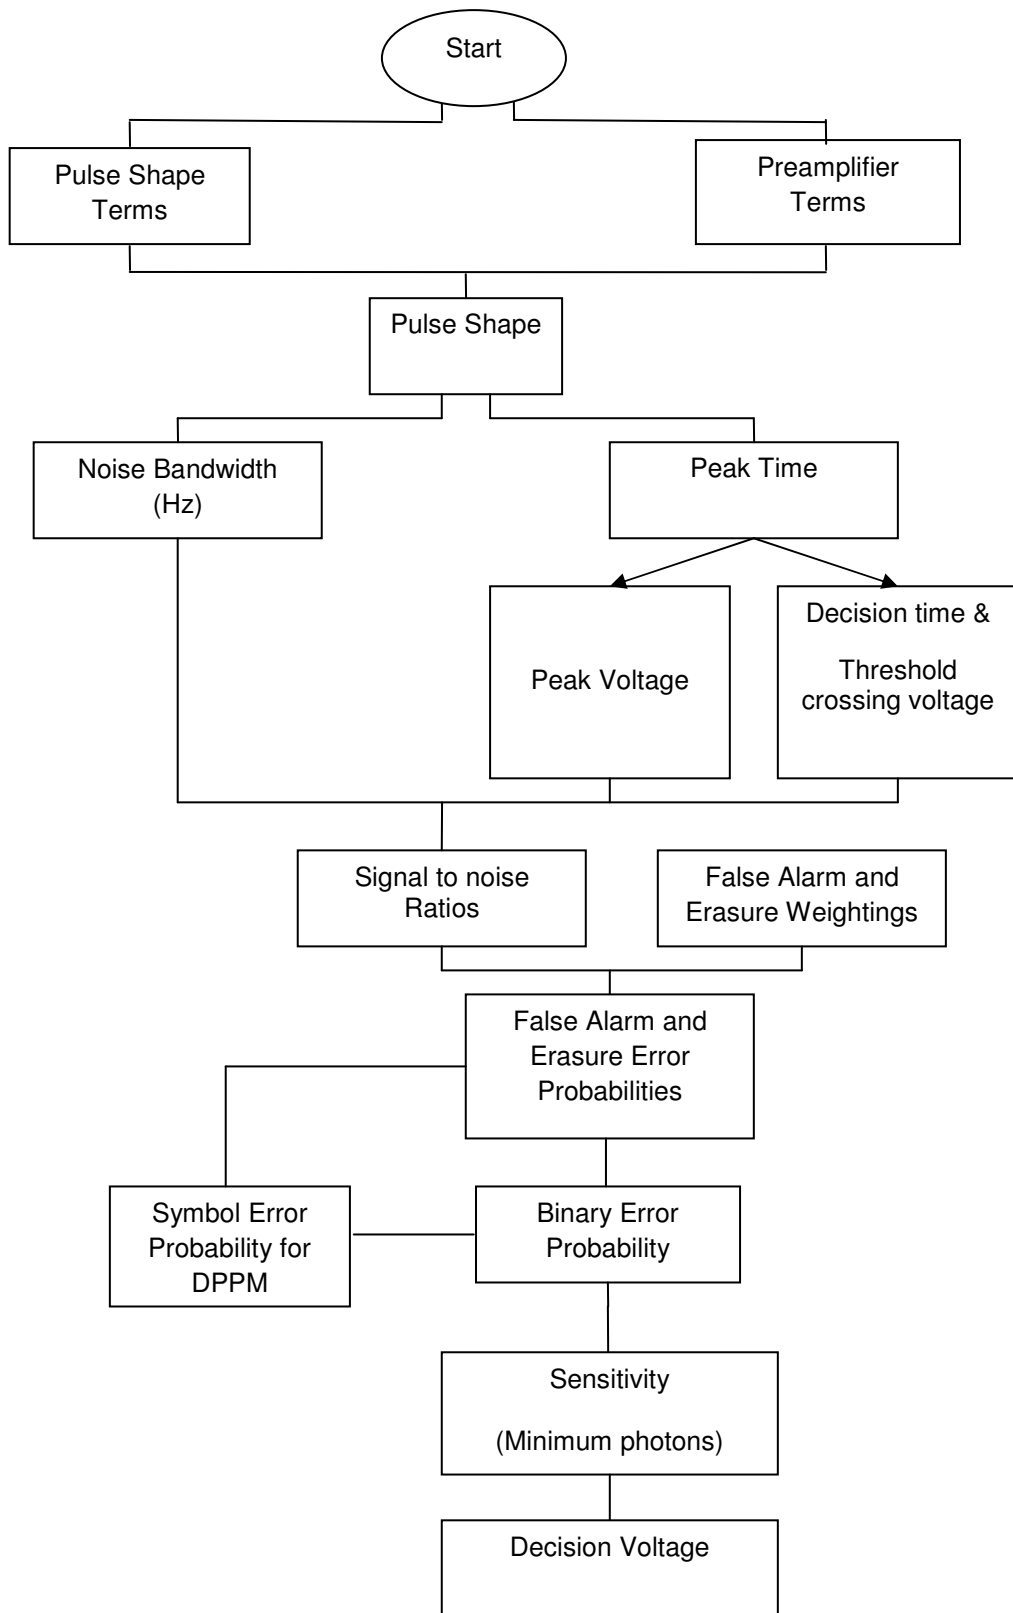 Start
Pulse Shape
Terms
Preamplifier
Terms
Pulse Shape
Noise Bandwidth
(Hz)
Peak Time
Peak Voltage
Decision time &
Threshold
crossing voltage
Signal to noise
Ratios
False Alarm and
Erasure Weightings
False Alarm and
Erasure Error
Probabilities
Symbol Error
Probability for
DPPM
Binary Error
Probability
Sensitivity
(Minimum photons)
Decision Voltage